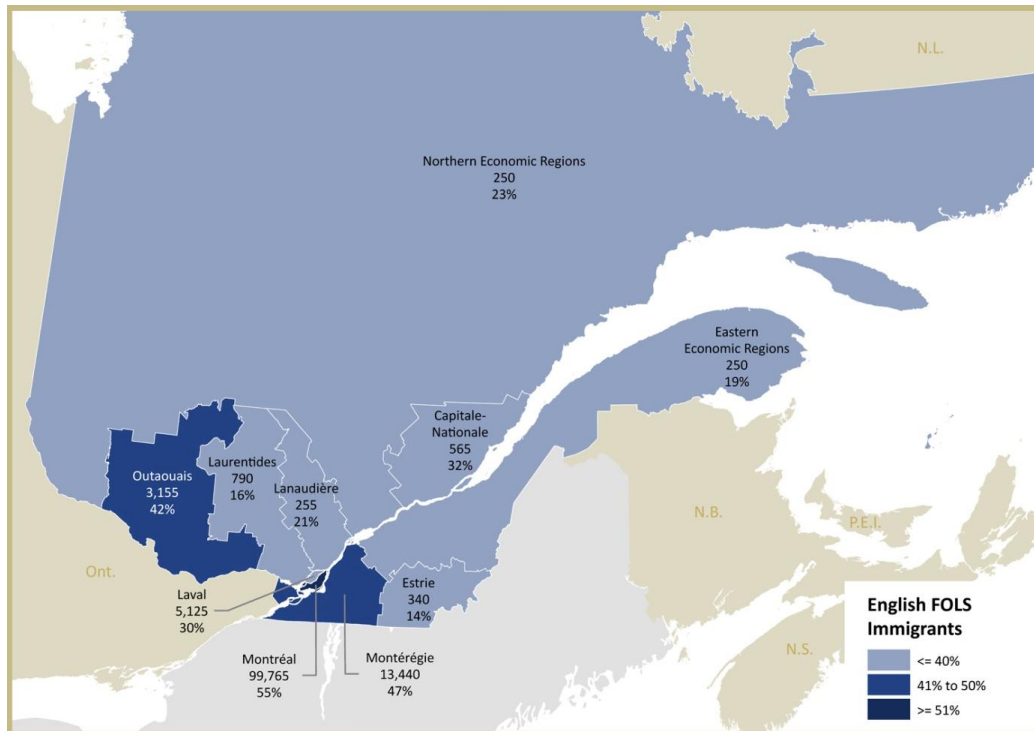 N.L.
Northern Economic Regions
250
23%
Eastern
Economic Regions
250
19%
Capitale-
Nationale
565
32%
Laurentides
790
16%
Outaouais
3,155
42%
Lanaudière
255
21%
N.B.
P.E.I.
Ont.
Estrie
340
14%
Laval
5,125
30%
Montréal
99,765
55%
Montérégie
13,440
47%
N.S.
English FOLS
Immigrants
<= 40%
41% to 50%
>= 51%